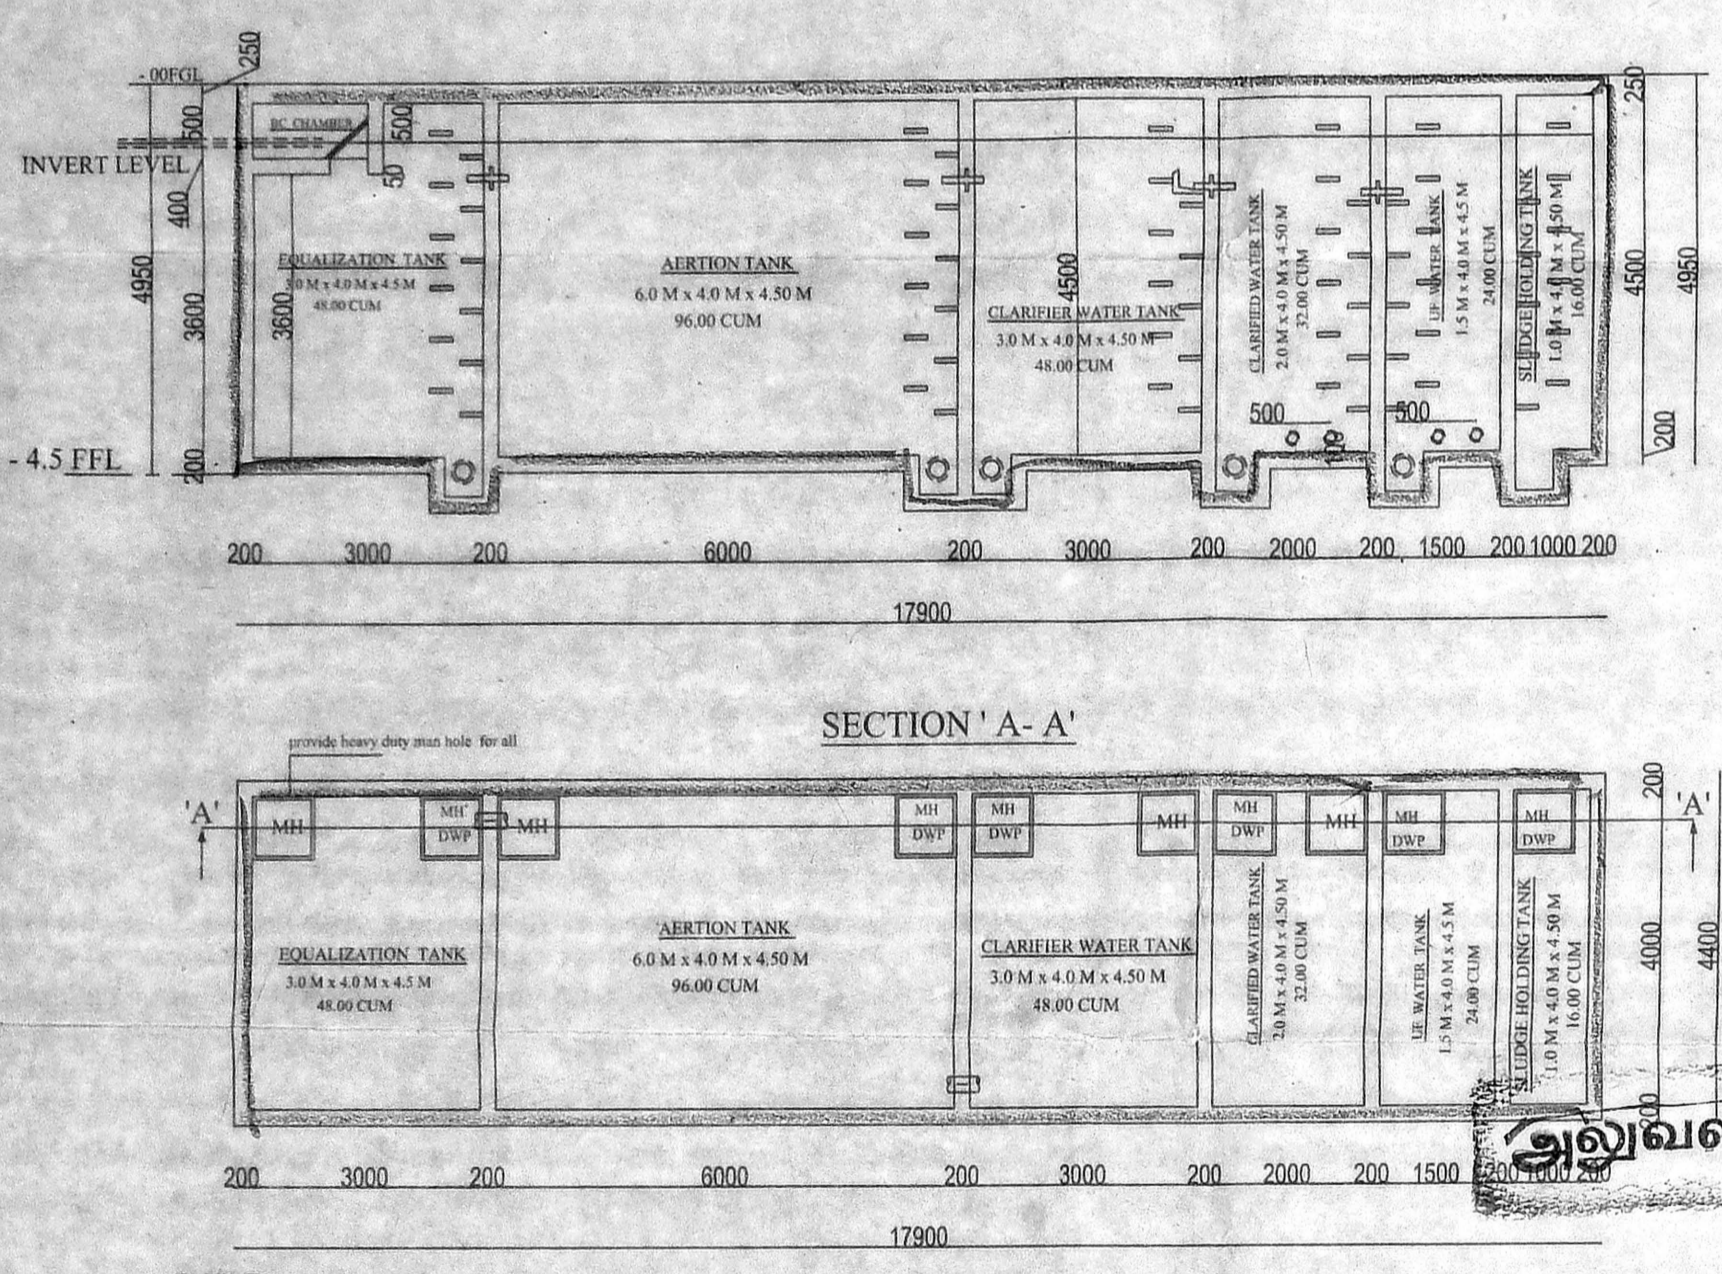 250
- 00FGL
500
INVERT LEVEL
400
4950
3600
200
- 4.5 FFL
BC CHAMBER
500
50
3600
EQUALIZATION TANK
3.0 M x 4.0 M x 4.5 M
48.00 CUM
AERTION TANK
6.0 M x 4.0 M x 4.50 M
96.00 CUM
4500
CLARIFIER WATER TANK
3.0 M x 4.0 M x 4.50 M
48.00 CUM
CLARIFIED WATER TANK
2.0 M x 4.0 M x 4.50 M
32.00 CUM
500
UF WATER TANK
1.5 M x 4.0 M x 4.5 M
24.00 CUM
500
SLUDGE HOLDING TANK
1.0 M x 4.0 M x 4.50 M
16.00 CUM
250
4500
4950
200
200 3000 200 6000 200 3000 200 2000 200 1500 200 1000 200
17900
SECTION ' A- A'
provide heavy duty man hole for all
'A'
MH
MH
DWP
MH
MH
DWP
MH
DWP
MH
MH
DWP
MH
MH
DWP
MH
DWP
'A'
EQUALIZATION TANK
3.0 M x 4.0 M x 4.5 M
48.00 CUM
AERTION TANK
6.0 M x 4.0 M x 4.50 M
96.00 CUM
CLARIFIER WATER TANK
3.0 M x 4.0 M x 4.50 M
48.00 CUM
CLARIFIED WATER TANK
2.0 M x 4.0 M x 4.50 M
32.00 CUM
UF WATER TANK
1.5 M x 4.0 M x 4.5 M
24.00 CUM
SLUDGE HOLDING TANK
1.0 M x 4.0 M x 4.50 M
16.00 CUM
200
4000
4400
200
200 3000 200 6000 200 3000 200 2000 200 1500 200 1000 200
17900